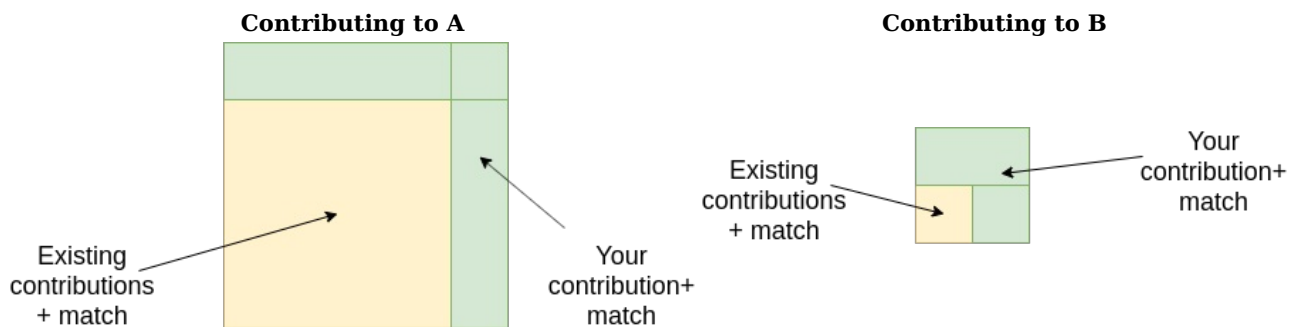 Contributing to A
Existing
contributions
+ match
Your
contribution+
match
Contributing to B
Existing
contributions
+ match
Your
contribution+
match